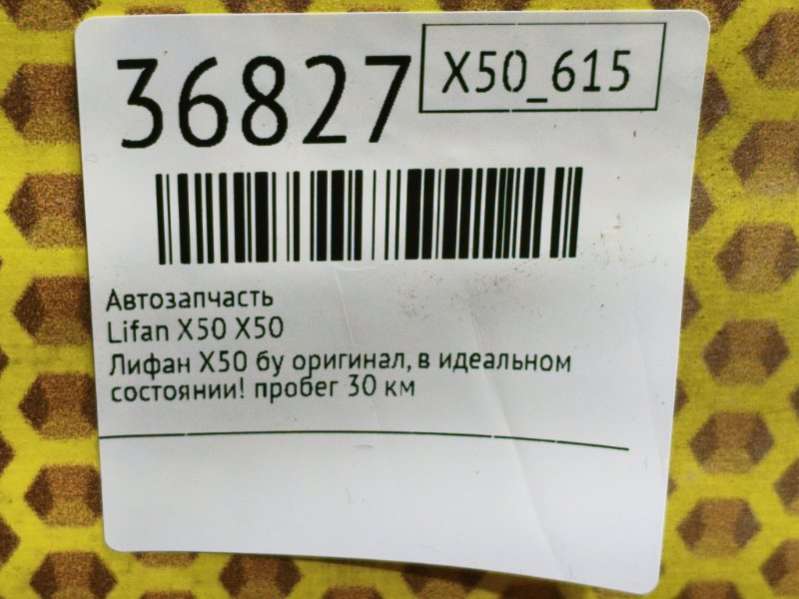 36827
X50_615
Автозапчасть
Lifan X50 X50
Лифан X50 бу оригинал, в идеальном
состоянии! пробег 30 км